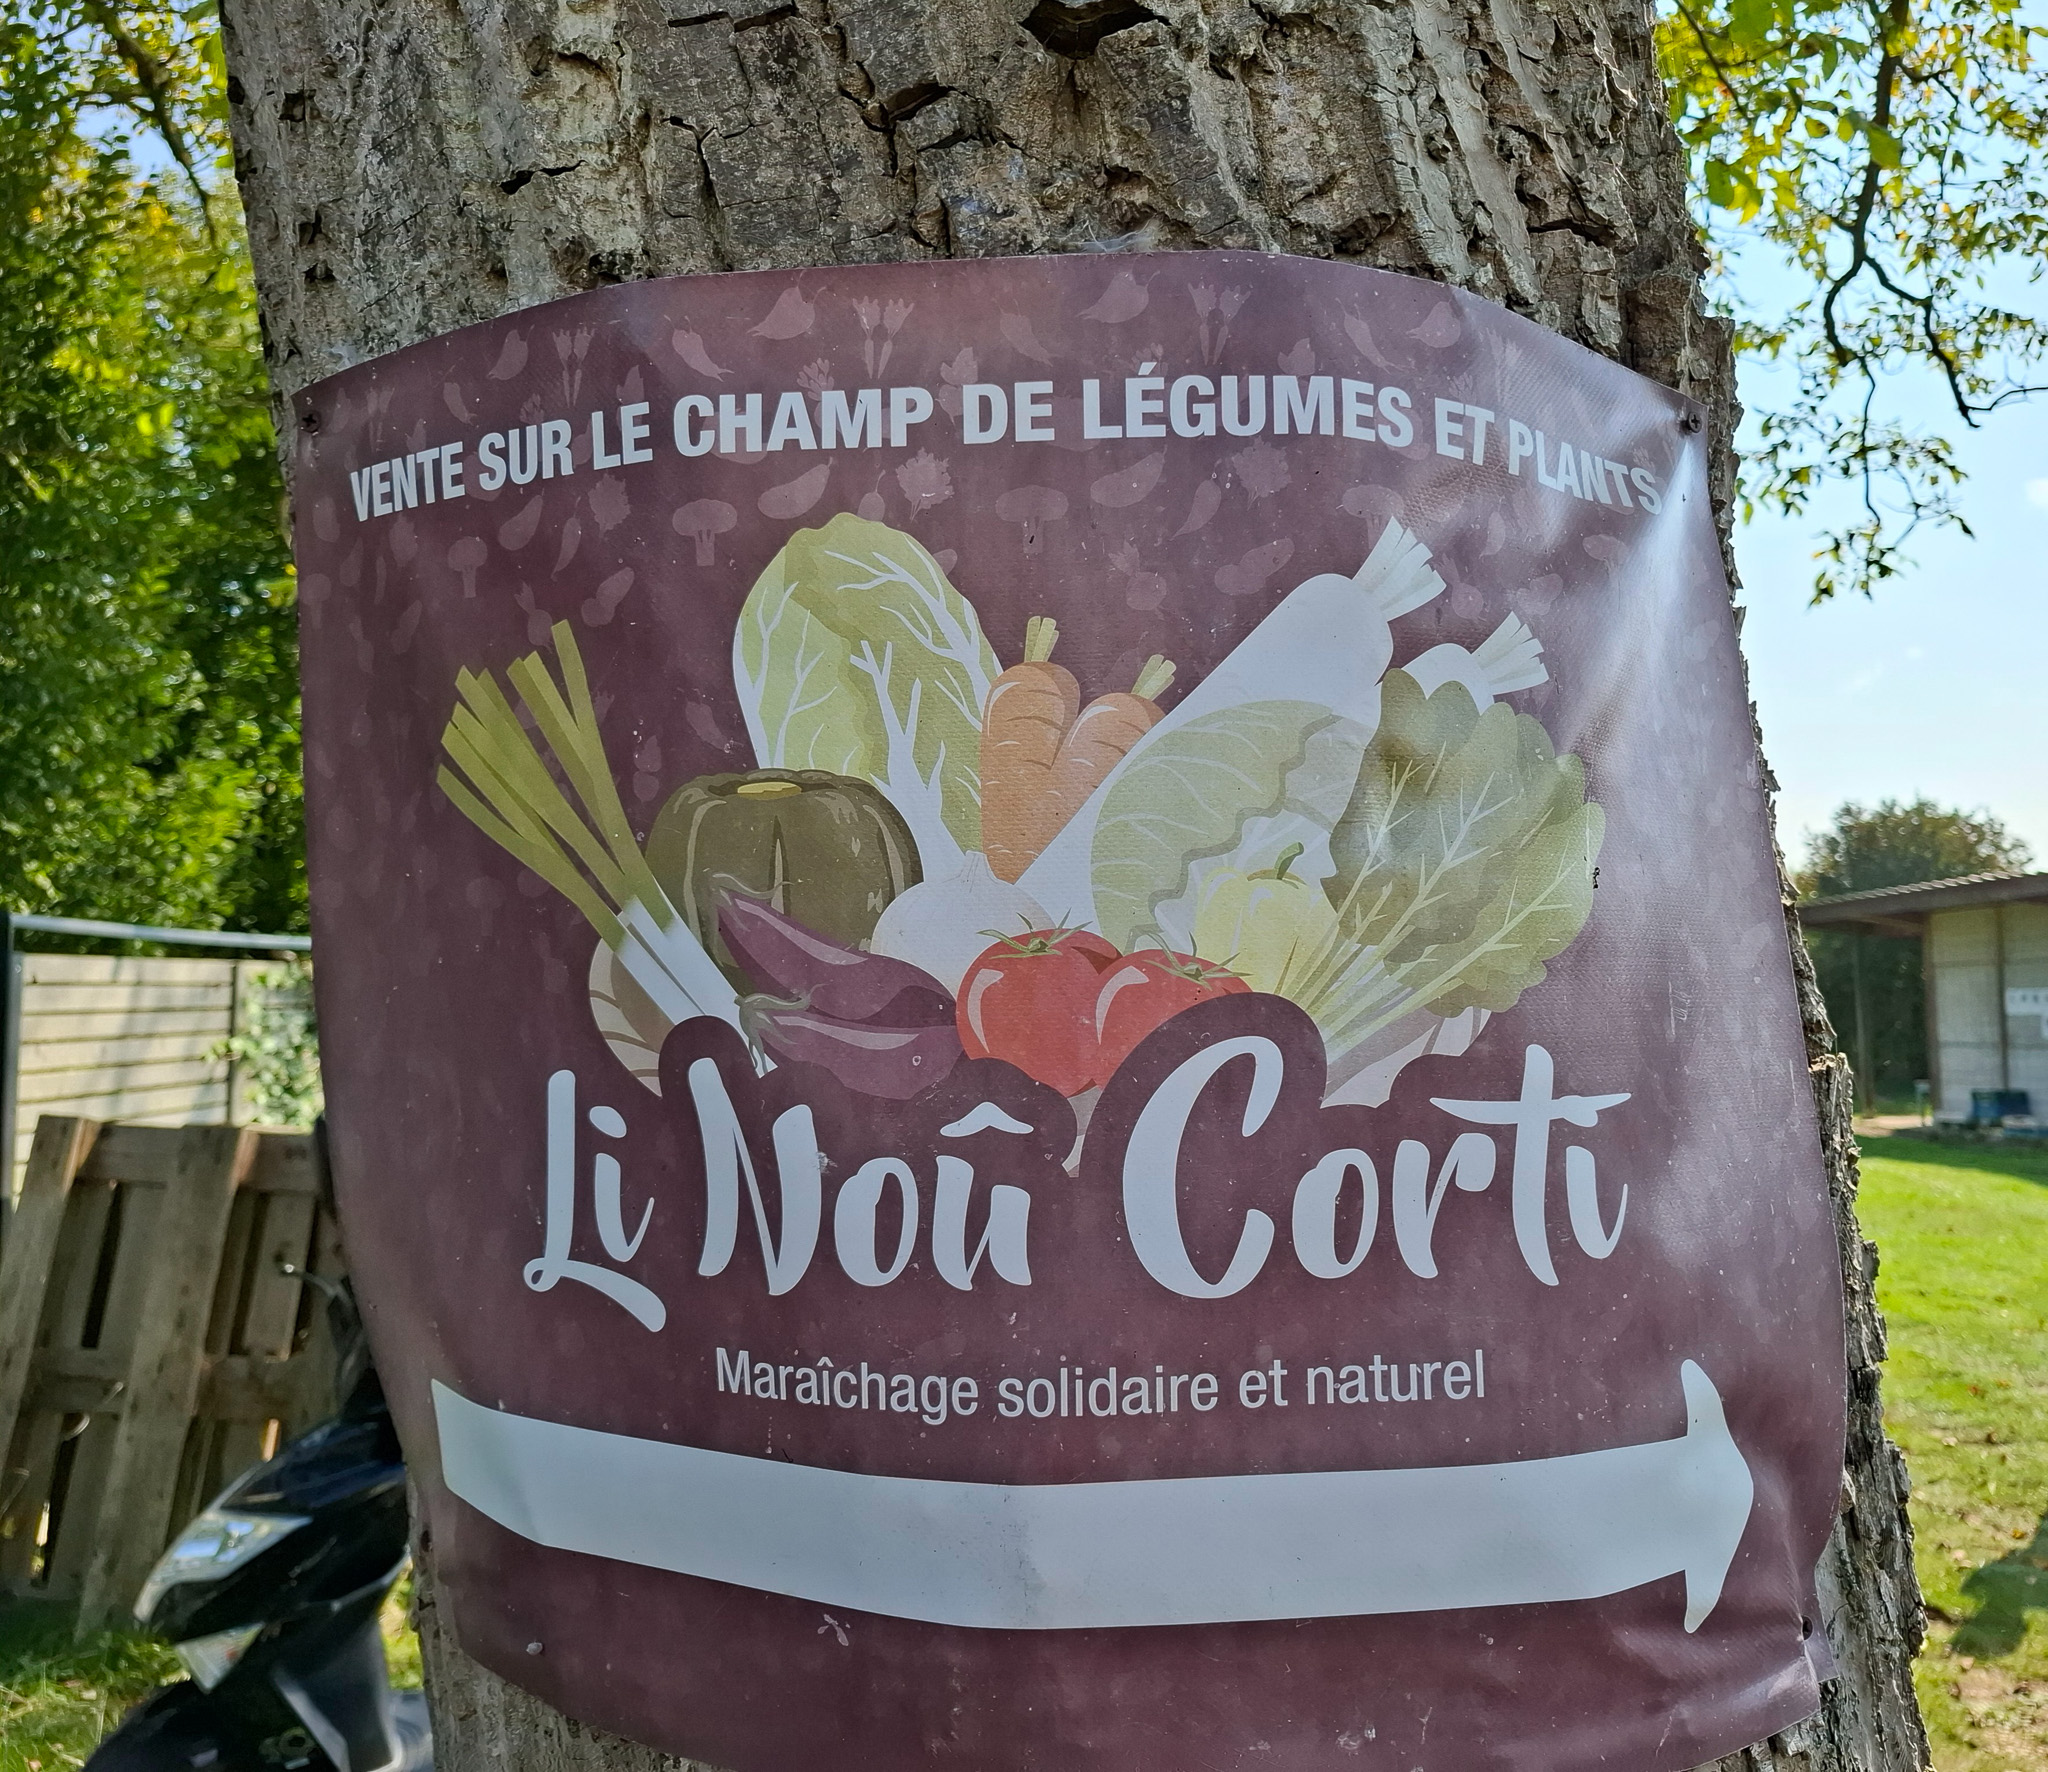 VENTE SUR LE CHAMP DE LÉGUMES ET PLANTS
Li Noû Corti
Maraîchage solidaire et naturel